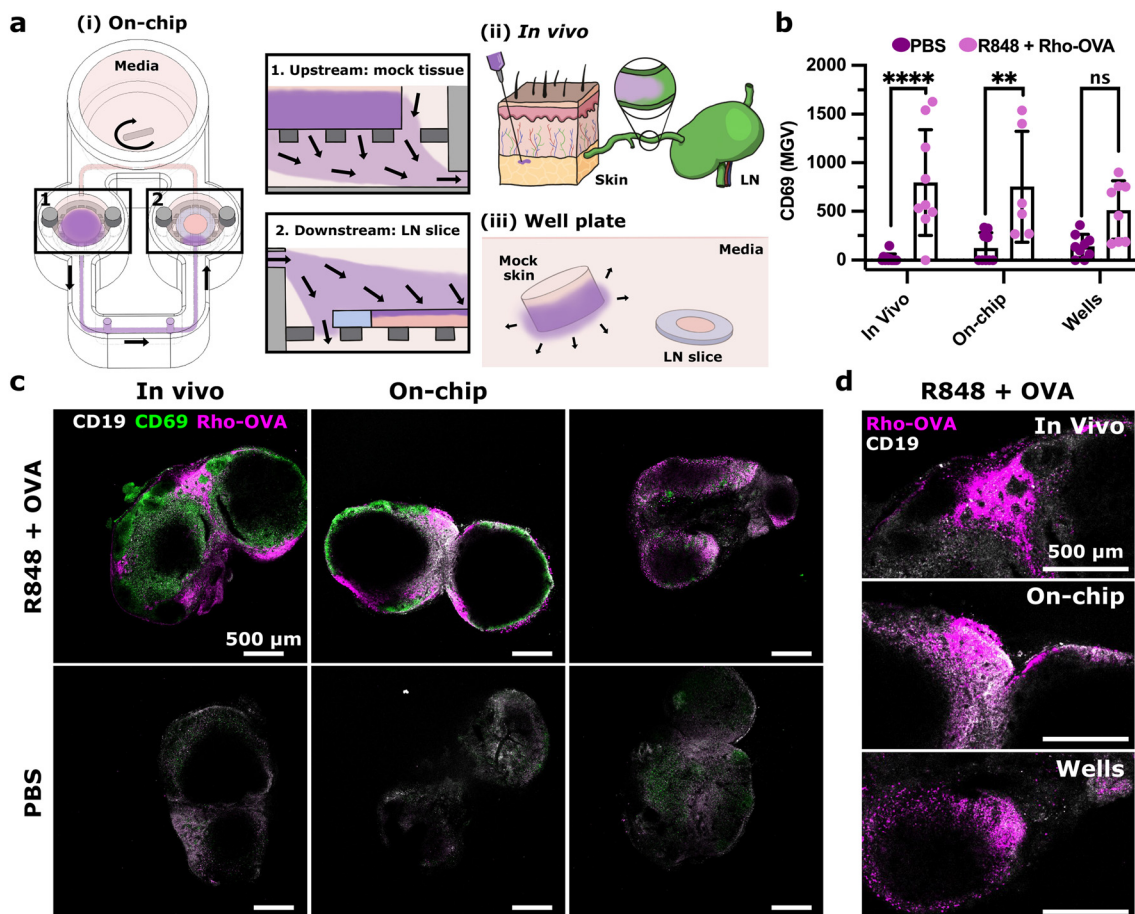 a
(i) On-chip
Media
1
2
1. Upstream: mock tissue
2. Downstream: LN slice
(ii) In vivo
Skin
LN
(iii) Well plate
Media
Mock
skin
LN slice
b
PBS
R848 + Rho-OVA
CD69 (MGV)
2000
1500
1000
500
0
****
**
ns
In Vivo
On-chip
Wells
c
In vivo
On-chip
R848 + OVA
PBS
CD19 CD69 Rho-OVA
500 µm
d
R848 + OVA
Rho-OVA
CD19
In Vivo
500 µm
On-chip
Wells